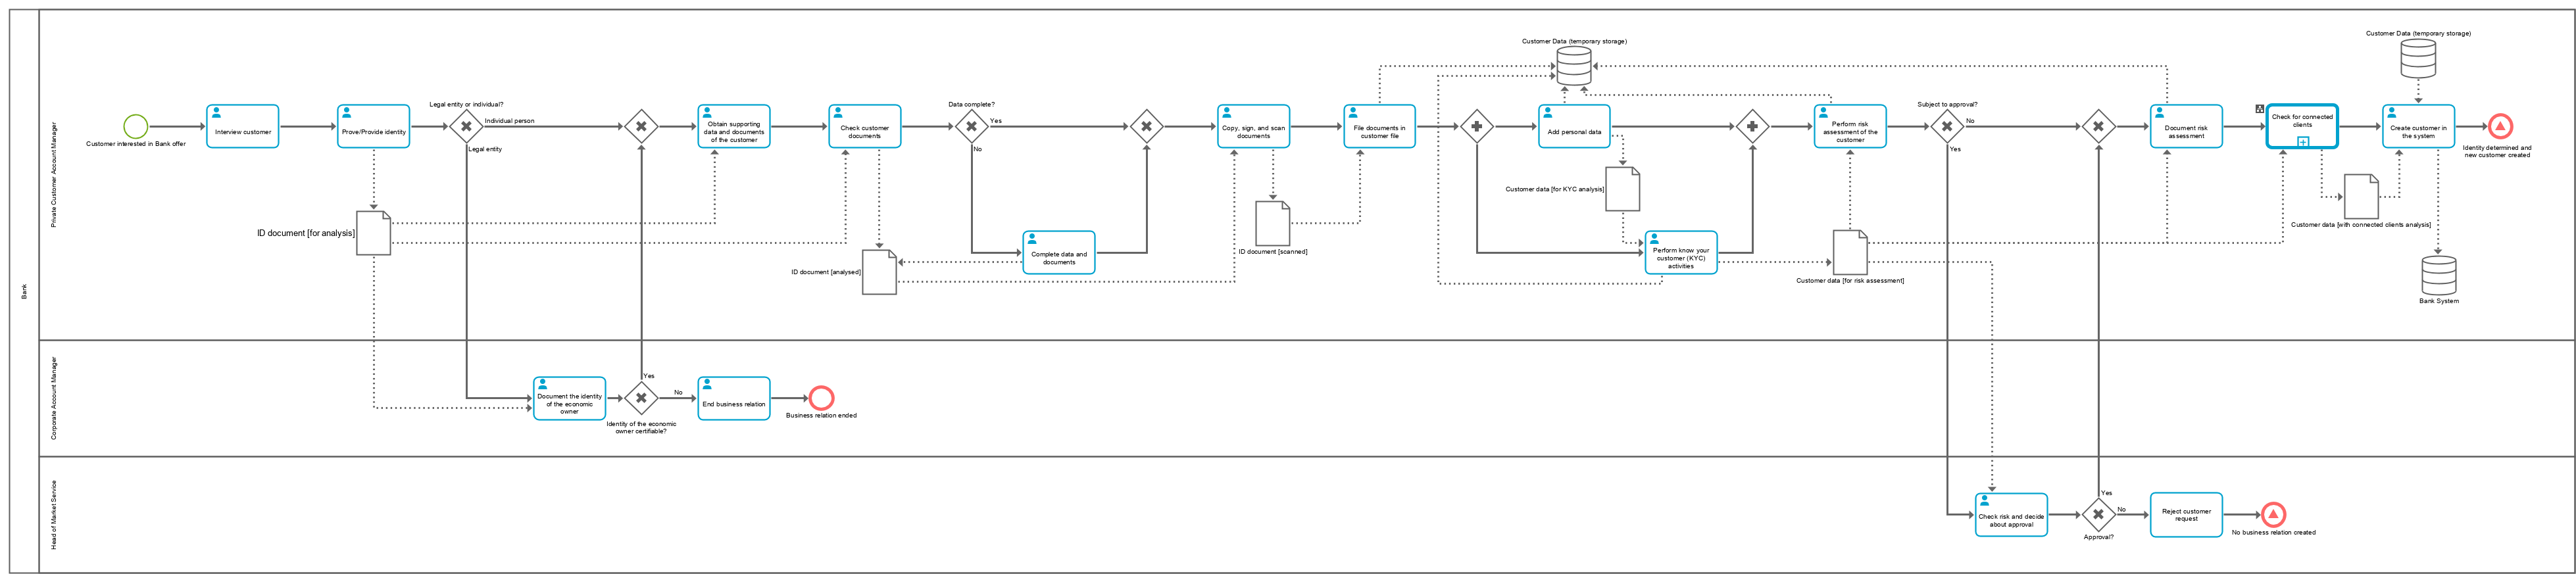 Bank
Private Customer Account Manager
Customer interested in Bank offer
Interview customer
Prove/Provide identity
Legal entity or individual?
Individual person
Legal entity
ID document [for analysis]
Obtain supporting
data and documents
of the customer
Check customer
documents
Data complete?
Yes
No
ID document [analysed]
Complete data and
documents
Copy, sign, and scan
documents
ID document [scanned]
File documents in
customer file
Customer Data (temporary storage)
Add personal data
Customer data [for KYC analysis]
Perform know your
customer (KYC)
activities
Perform risk
assessment of the
customer
Customer data [for risk assessment]
Subject to approval?
No
Yes
Document risk
assessment
Check for connected
clients
Customer data [with connected clients analysis]
Customer Data (temporary storage)
Create customer in
the system
Bank System
Identity determined and
new customer created
Corporate Account Manager
Document the identity
of the economic
owner
Yes
No
Identity of the economic
owner certifiable?
End business relation
Business relation ended
Head of Market Service
Check risk and decide
about approval
Yes
No
Approval?
Reject customer
request
No business relation created